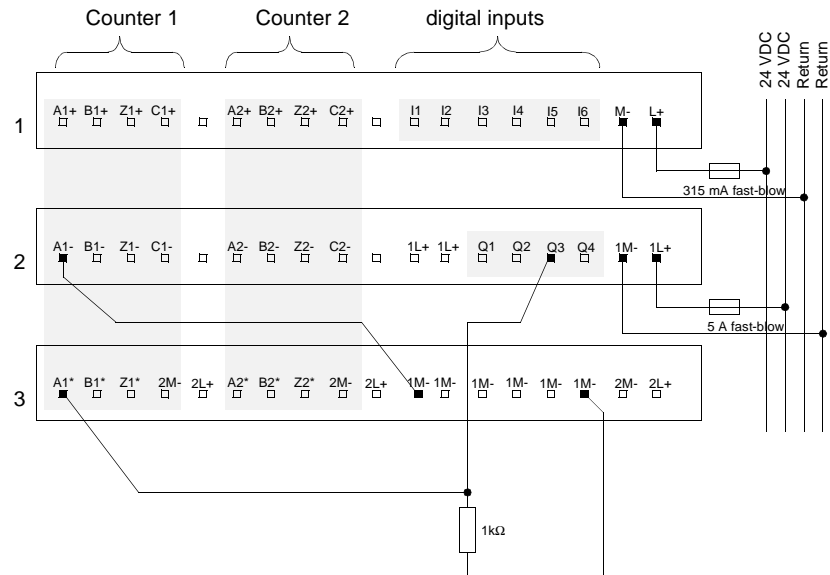 Counter 1 Counter 2 digital inputs
24 VDC
24 VDC
Return
Return
A1+ B1+ Z1+ C1+ A2+ B2+ Z2+ C2+ I1 I2 I3 I4 I5 I6 M- L+
1
315 mA fast-blow
A1- B1- Z1- C1- A2- B2- Z2- C2- 1L+ 1L+ Q1 Q2 Q3 Q4 1M- 1L+
2
5 A fast-blow
A1* B1* Z1* 2M- 2L+ A2* B2* Z2* 2M- 2L+ 1M- 1M- 1M- 1M- 1M- 1M- 2M- 2L+
3
1kΩ